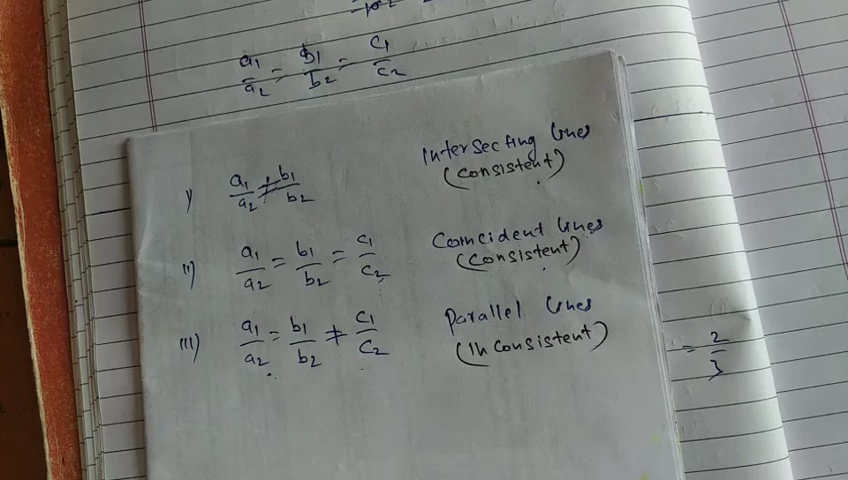 a1/a2 = b1/b2 = c1/c2
i) a1/a2 ≠ b1/b2 Intersecting lines
(consistent)
ii) a1/a2 = b1/b2 = c1/c2 Coincident lines
(consistent)
iii) a1/a2 = b1/b2 ≠ c1/c2 Parallel lines
(Inconsistent)
= 2/3